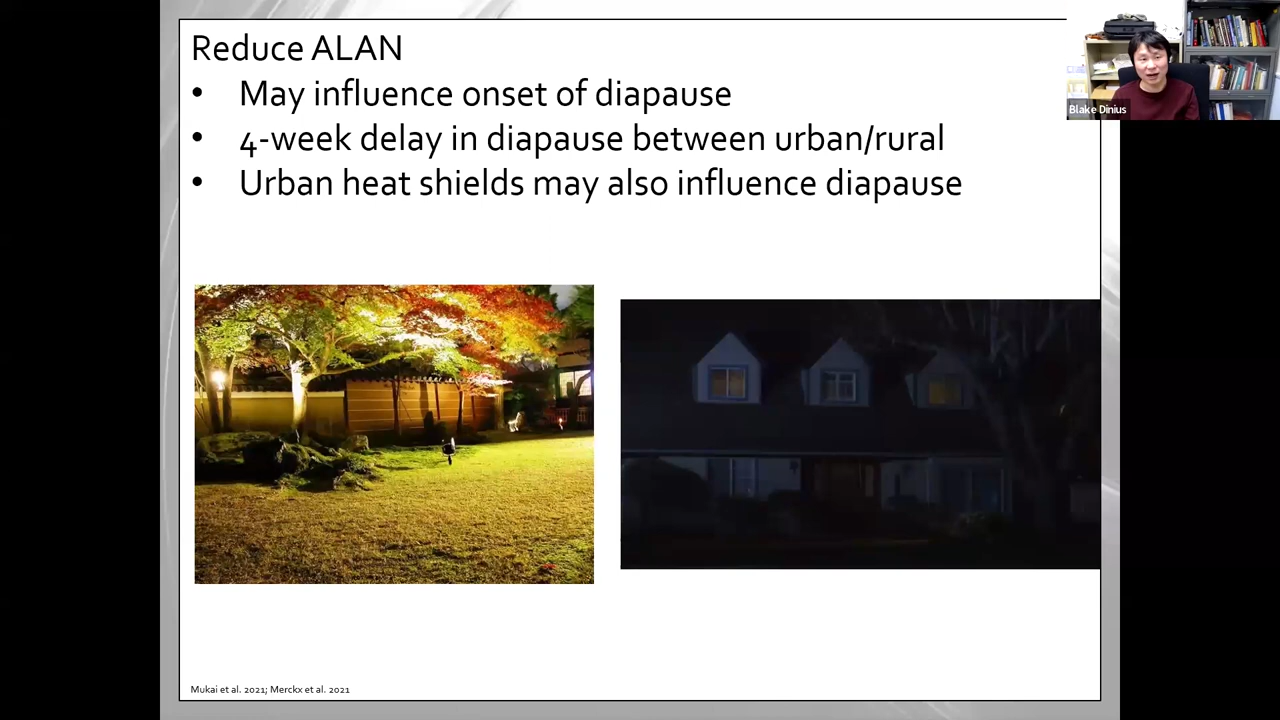 Reduce ALAN
• May influence onset of diapause
• 4-week delay in diapause between urban/rural
• Urban heat shields may also influence diapause
Blake Dinius
Mukai et al. 2021; Merckx et al. 2021